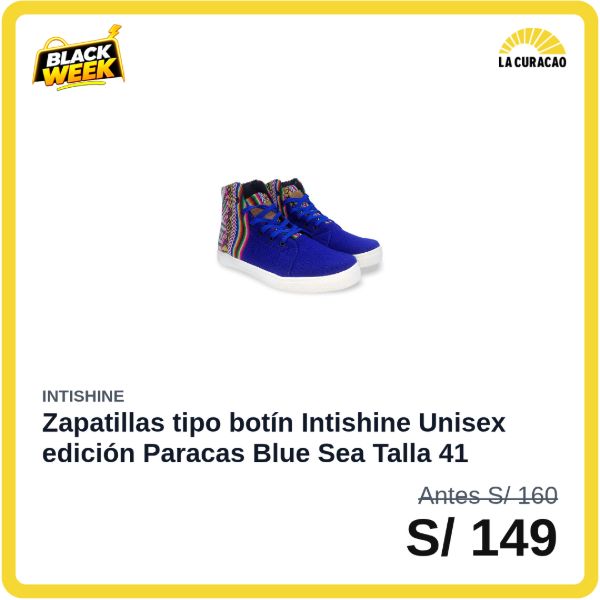 BLACK
WEEK
LA CURACAO
INTISHINE
Zapatillas tipo botín Intishine Unisex
edición Paracas Blue Sea Talla 41
Antes S/ 160
S/ 149